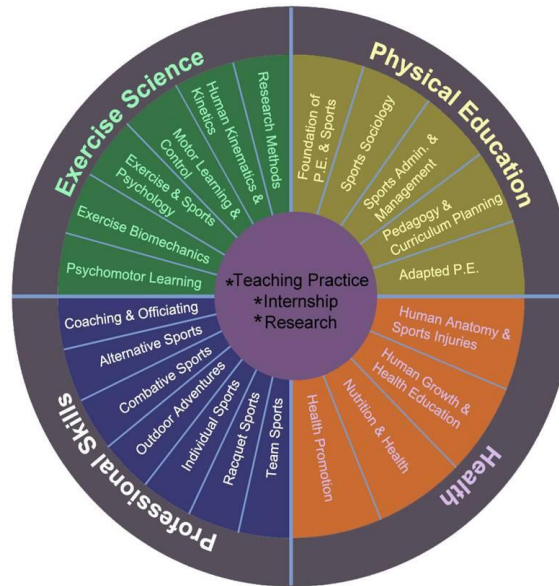 Exercise Science
Research Methods
Human Kinematics &
Kinetics
Motor Learning &
Control
Exercise & Sports
Psychology
Exercise Biomechanics
Psychomotor Learning
Physical Education
Foundation of
P.E. & Sports
Sports Sociology
Sports Admin. &
Management
Pedagogy &
Curriculum Planning
Adapted P.E.
*Teaching Practice
*Internship
*Research
Professional Skills
Coaching & Officiating
Alternative Sports
Combative Sports
Outdoor Adventures
Individual Sports
Racquet Sports
Team Sports
Health
Human Anatomy &
Sports Injuries
Human Growth &
Health Education
Nutrition & Health
Health Promotion